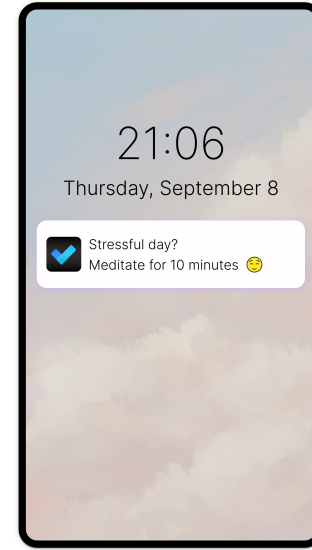 21:06
Thursday, September 8
Stressful day?
Meditate for 10 minutes 😌